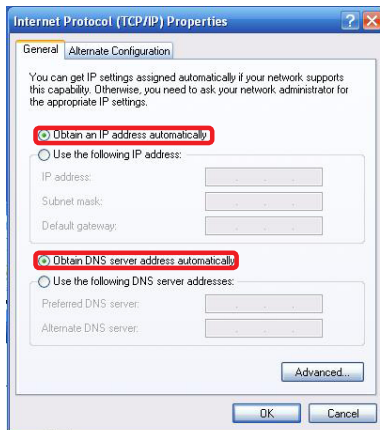 Internet Protocol (TCP/IP) Properties
General Alternate Configuration
You can get IP settings assigned automatically if your network supports
this capability. Otherwise, you need to ask your network administrator for
the appropriate IP settings.
Obtain an IP address automatically
Use the following IP address:
IP address:
Subnet mask:
Default gateway:
Obtain DNS server address automatically
Use the following DNS server addresses:
Preferred DNS server:
Alternate DNS server:
Advanced...
OK Cancel